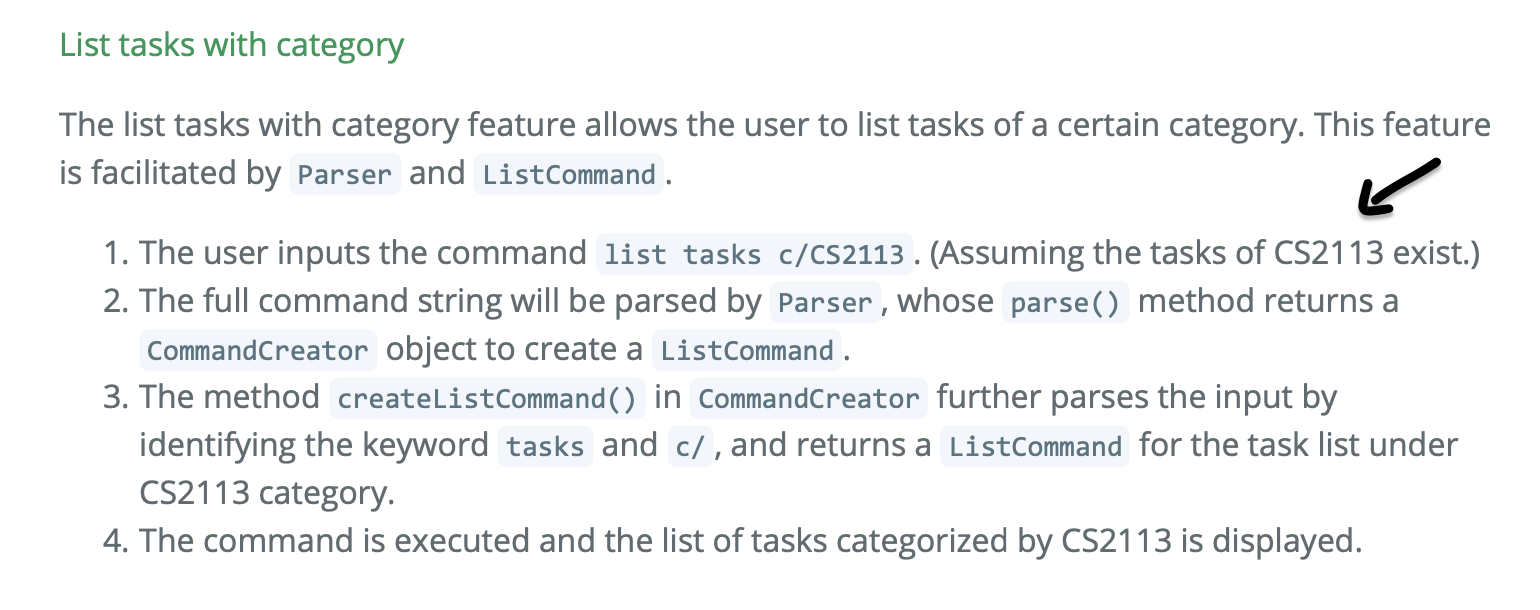 List tasks with category
The list tasks with category feature allows the user to list tasks of a certain category. This feature
is facilitated by Parser and ListCommand.
1. The user inputs the command list tasks c/CS2113. (Assuming the tasks of CS2113 exist.)
2. The full command string will be parsed by Parser, whose parse() method returns a
CommandCreator object to create a ListCommand.
3. The method createListCommand() in CommandCreator further parses the input by
identifying the keyword tasks and c/, and returns a ListCommand for the task list under
CS2113 category.
4. The command is executed and the list of tasks categorized by CS2113 is displayed.